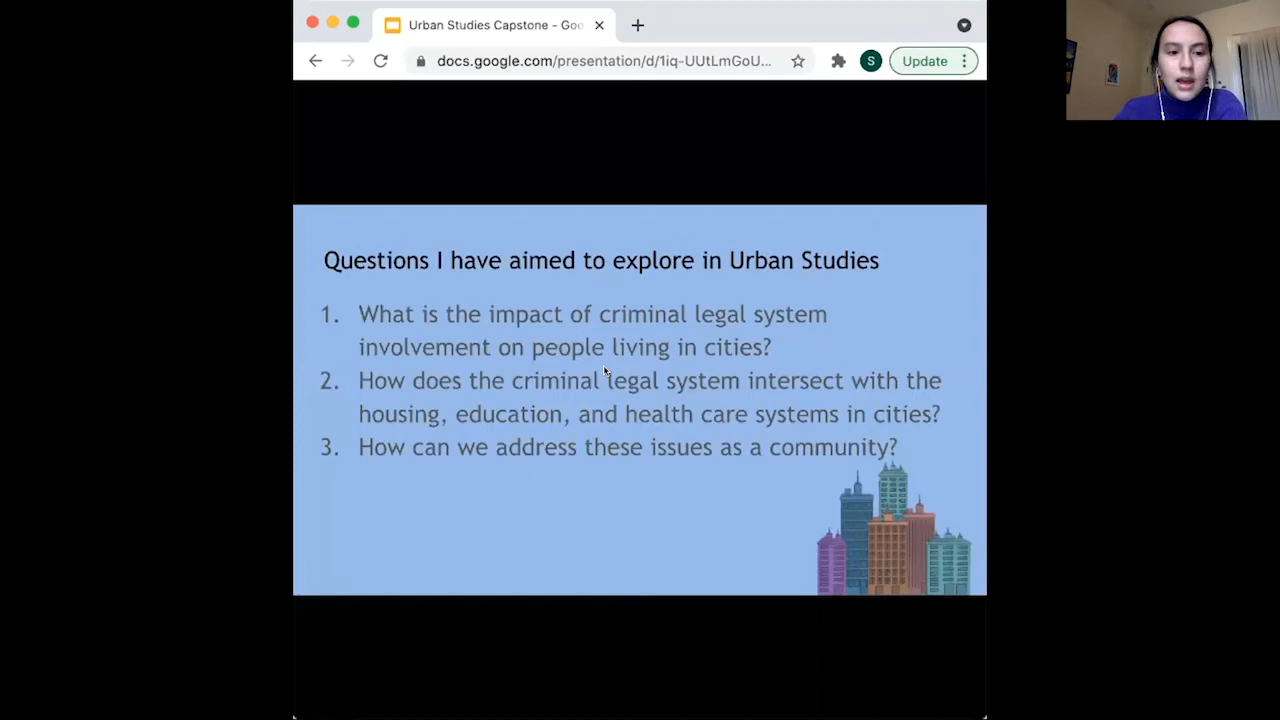 Urban Studies Capstone - Goo
docs.google.com/presentation/d/1iq-UUtLmGoU...
S
Update
Questions I have aimed to explore in Urban Studies
1. What is the impact of criminal legal system
involvement on people living in cities?
2. How does the criminal legal system intersect with the
housing, education, and health care systems in cities?
3. How can we address these issues as a community?